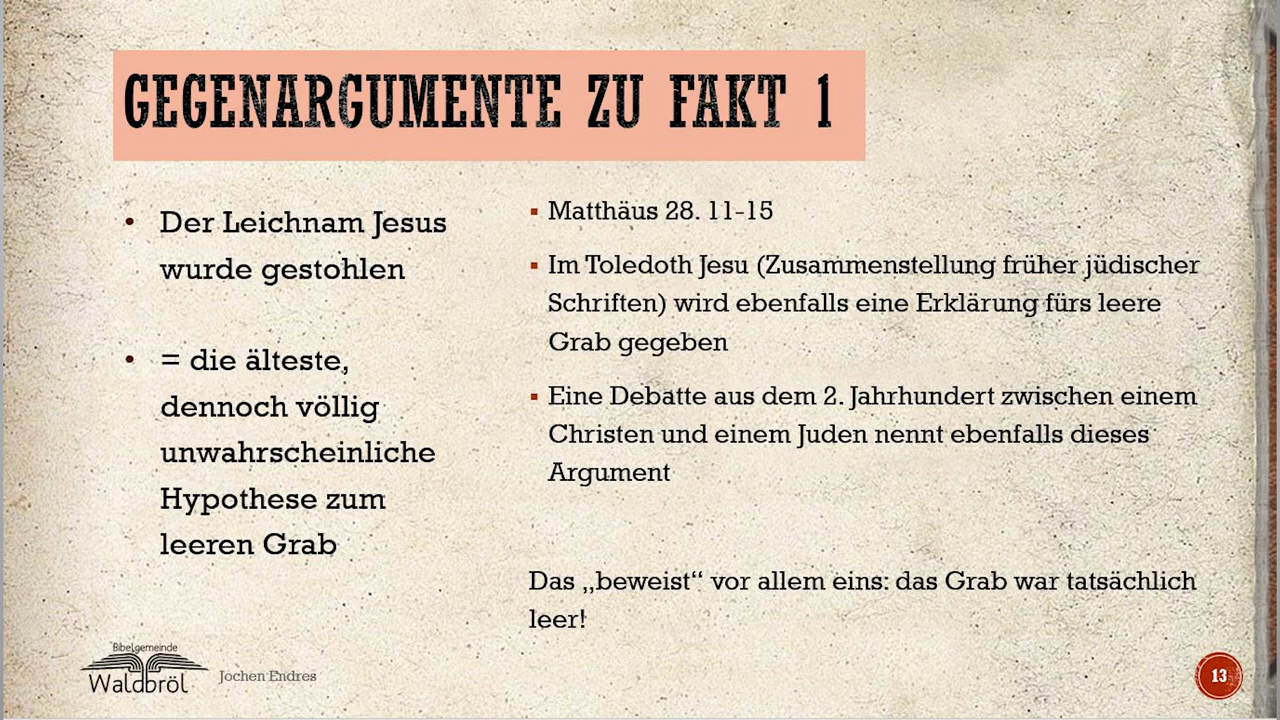 GEGENARGUMENTE ZU FAKT 1
• Der Leichnam Jesus
wurde gestohlen
• = die älteste,
dennoch völlig
unwahrscheinliche
Hypothese zum
leeren Grab
▪ Matthäus 28. 11-15
▪ Im Toledoth Jesu (Zusammenstellung früher jüdischer
Schriften) wird ebenfalls eine Erklärung fürs leere
Grab gegeben
▪ Eine Debatte aus dem 2. Jahrhundert zwischen einem
Christen und einem Juden nennt ebenfalls dieses
Argument
Das „beweist“ vor allem eins: das Grab war tatsächlich
leer!
Bibelgemeinde
Waldbröl
Jochen Endres
13